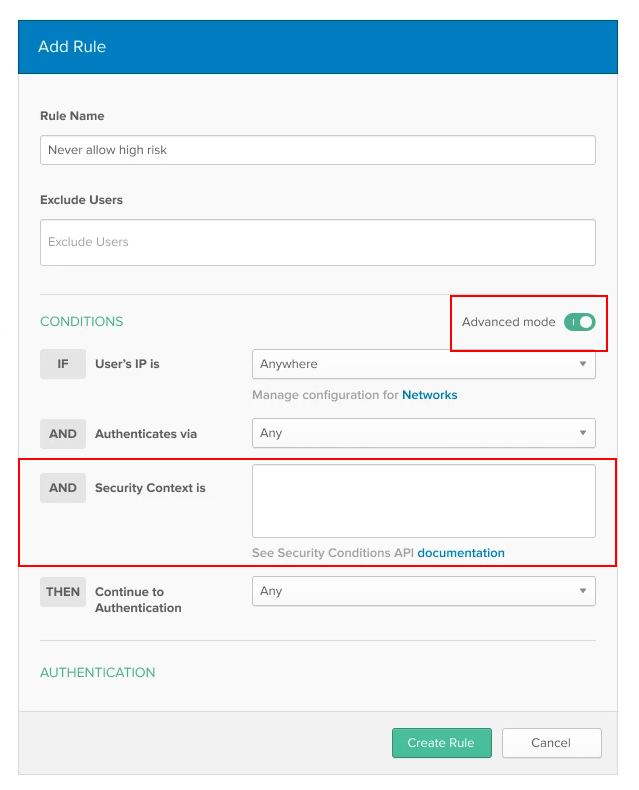 Add Rule
Rule Name
Never allow high risk
Exclude Users
Exclude Users
CONDITIONS
Advanced mode
IF User's IP is Anywhere
Manage configuration for Networks
AND Authenticates via Any
AND Security Context is
See Security Conditions API documentation
THEN Continue to Any
Authentication
AUTHENTICATION
Create Rule Cancel